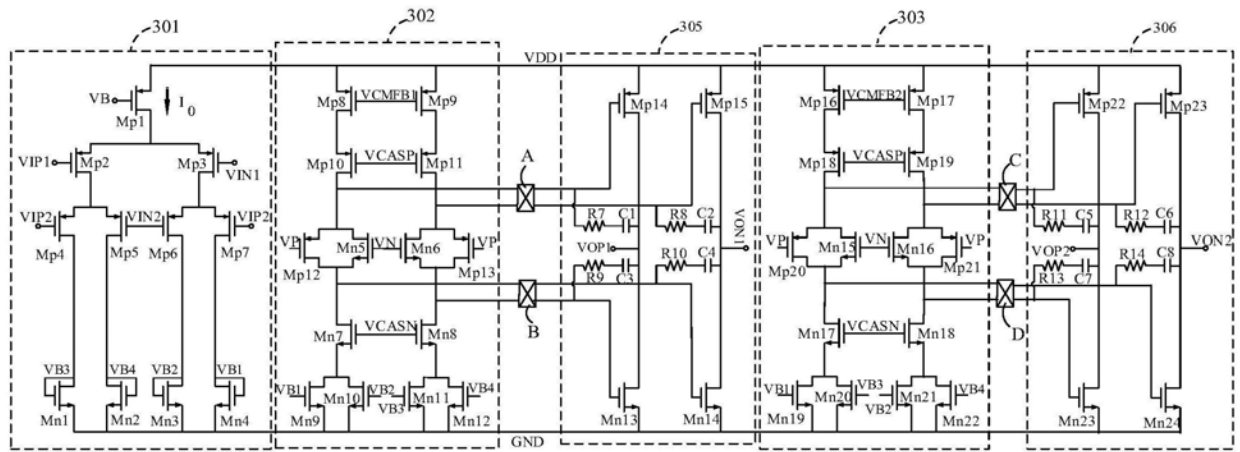 301
302
305
303
306
VDD
VB
I0
Mp1
VIP1
Mp2
Mp3
VIN1
VIP2
VIN2
VIP2
Mp4
Mp5
Mp6
Mp7
VB3
VB4
VB2
VB1
Mn1
Mn2
Mn3
Mn4
VCMFB1
Mp8
Mp9
VCASP
Mp10
Mp11
A
VP
Mn5
VN
Mn6
VP
Mp12
Mp13
B
VCASN
Mn7
Mn8
VB1
Mn10
VB2
VB3
Mn11
VB4
Mn9
Mn12
GND
Mp14
Mp15
R7
C1
R8
C2
VOP1
VON1
R10
C4
R9
C3
Mn13
Mn14
Mp16
VCMFB2
Mp17
VCASP
Mp18
Mp19
C
VP
Mn15
VN
Mn16
VP
Mp20
Mp21
D
VCASN
Mn17
Mn18
VB1
VB3
Mn20
VB2
Mn21
VB4
Mn19
Mn22
Mp22
Mp23
R11
C5
R12
C6
VOP2
VON2
R14
C8
R13
C7
Mn23
Mn24